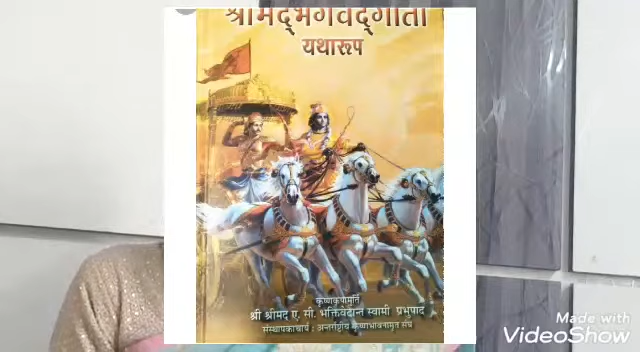 श्रीमद्भगवद्गीता
यथारूप
कृष्णकृपामूर्ति
श्री श्रीमद् ए. सी. भक्तिवेदान्त स्वामी प्रभुपाद
संस्थापकाचार्य : अन्तर्राष्ट्रीय कृष्णभावनामृत संघ
Made with
VideoShow